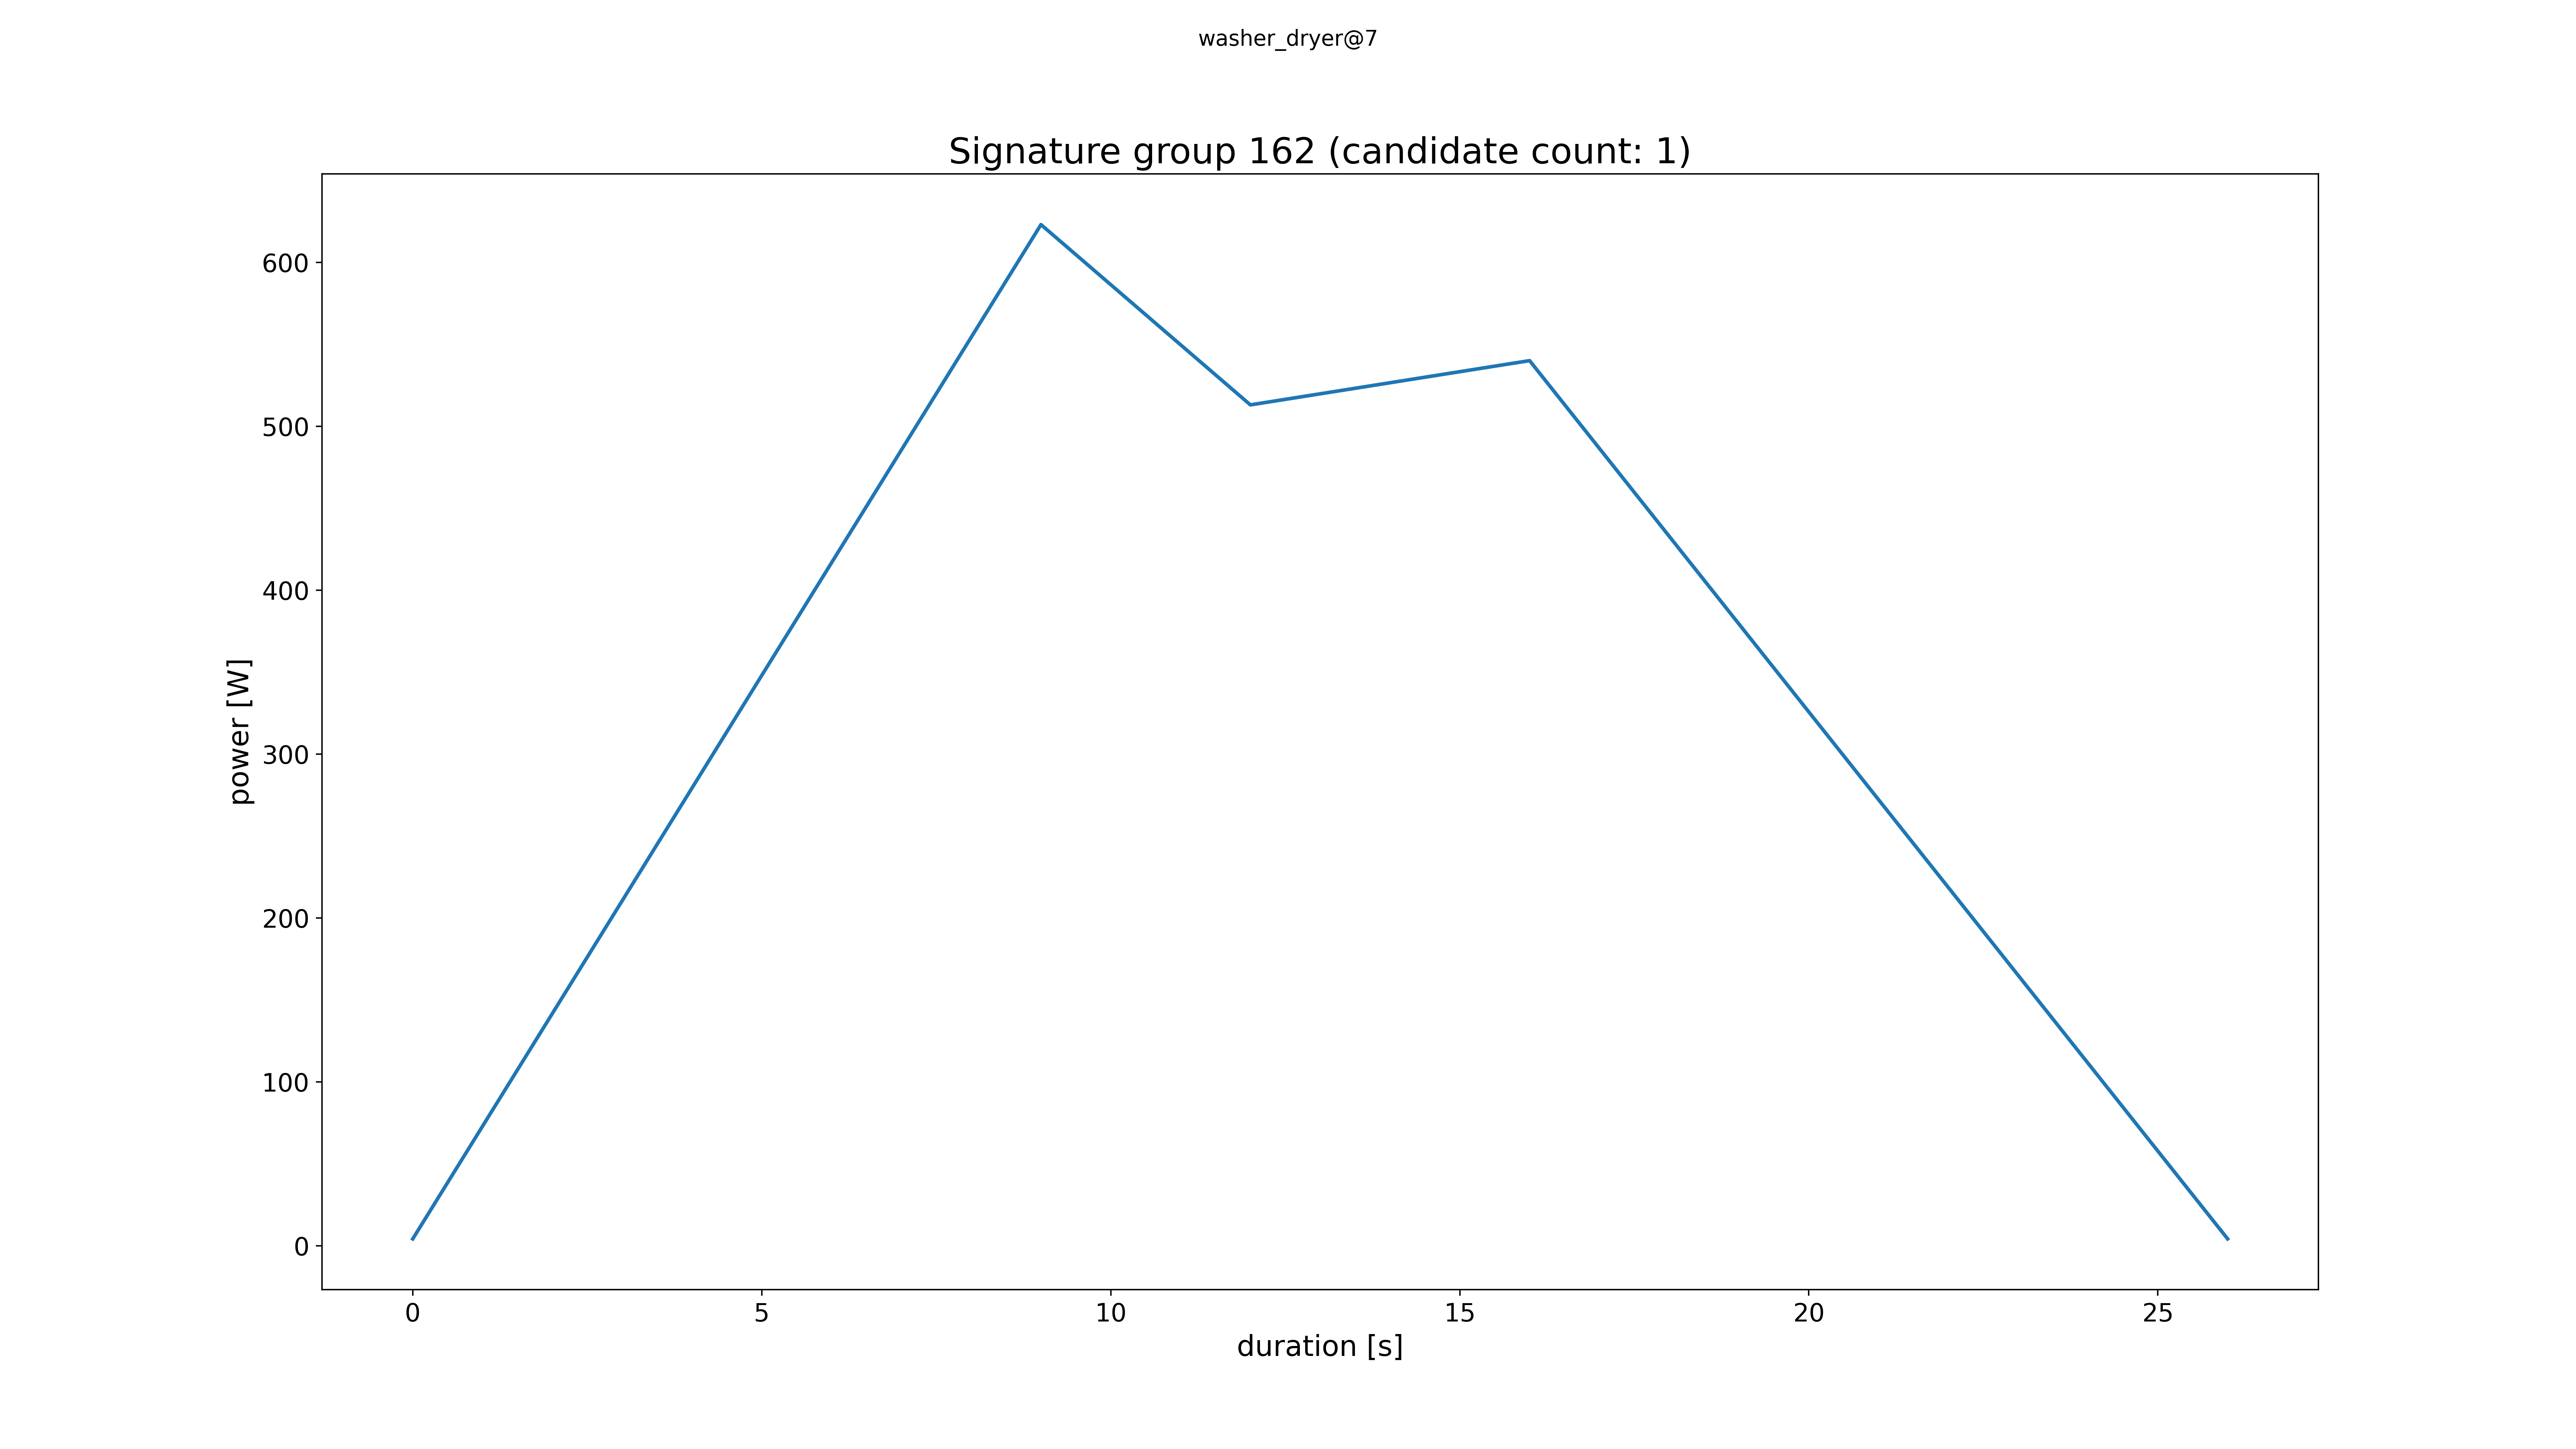 washer_dryer@7
Signature group 162 (candidate count: 1)
600
500
400
300
200
100
0
power [W]
0 5 10 15 20 25
duration [s]